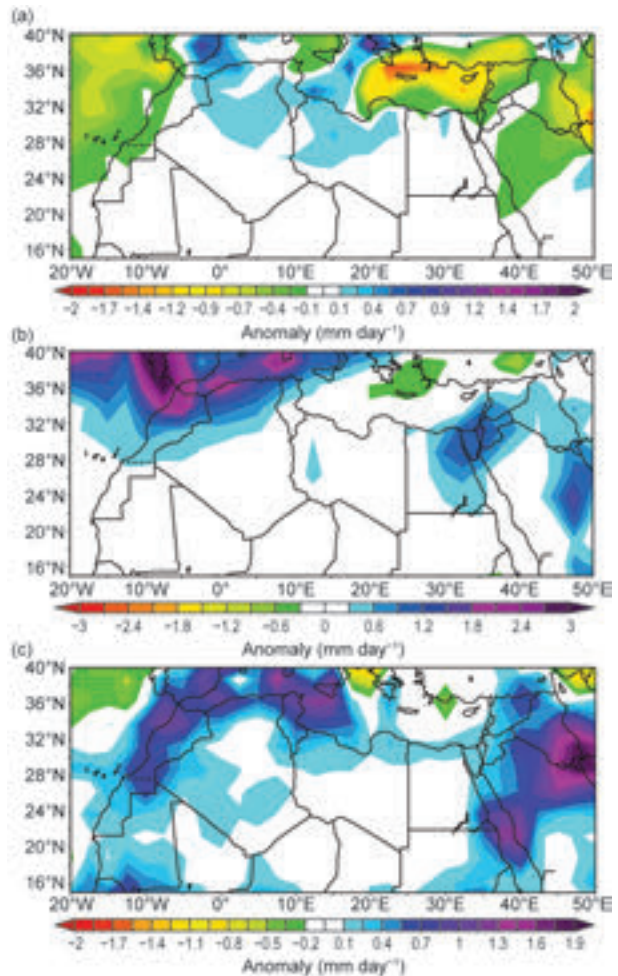 (a)
40°N
36°N
32°N
28°N
24°N
20°N
16°N
20°W 10°W 0° 10°E 20°E 30°E 40°E 50°E
−2 −1.7 −1.4 −1.2 −0.9 −0.7 −0.4 −0.1 0.1 0.4 0.7 0.9 1.2 1.4 1.7 2
Anomaly (mm day⁻¹)
(b)
40°N
36°N
32°N
28°N
24°N
20°N
16°N
20°W 10°W 0° 10°E 20°E 30°E 40°E 50°E
−3 −2.4 −1.8 −1.2 −0.6 0 0.6 1.2 1.8 2.4 3
Anomaly (mm day⁻¹)
(c)
40°N
36°N
32°N
28°N
24°N
20°N
16°N
20°W 10°W 0° 10°E 20°E 30°E 40°E 50°E
−2 −1.7 −1.4 −1.1 −0.8 −0.5 −0.2 0.1 0.4 0.7 1 1.3 1.6 1.9
Anomaly (mm day⁻¹)